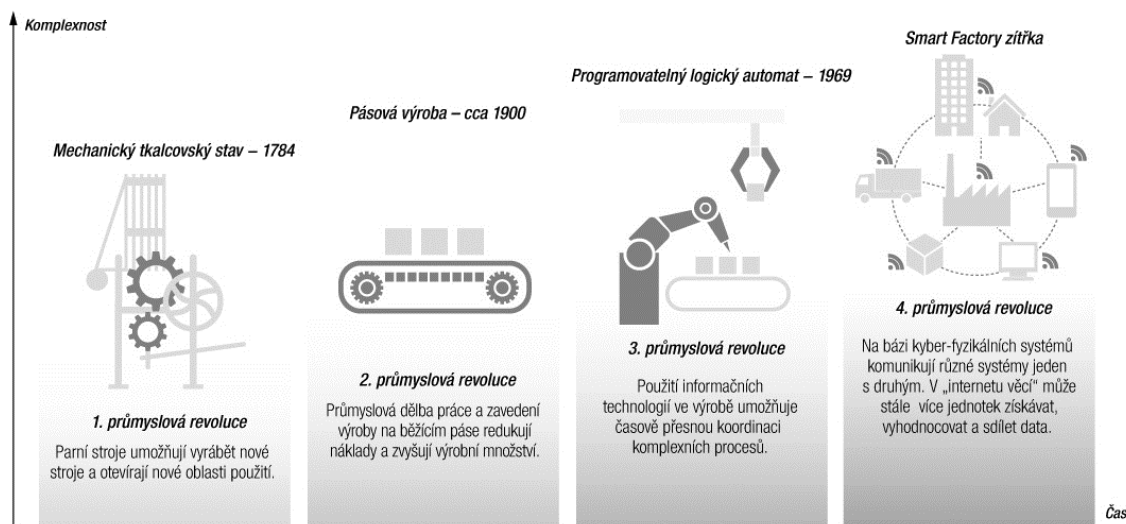 Komplexnost
Mechanický tkalcovský stav – 1784
1. průmyslová revoluce
Parní stroje umožňují vyrábět nové
stroje a otevírají nové oblasti použití.
Pásová výroba – cca 1900
2. průmyslová revoluce
Průmyslová dělba práce a zavedení
výroby na běžícím páse redukují
náklady a zvyšují výrobní množství.
Programovatelný logický automat – 1969
3. průmyslová revoluce
Použití informačních
technologií ve výrobě umožňuje
časově přesnou koordinaci
komplexních procesů.
Smart Factory zítřka
4. průmyslová revoluce
Na bázi kyber-fyzikálních systémů
komunikují různé systémy jeden
s druhým. V „internetu věcí“ může
stále více jednotek získávat,
vyhodnocovat a sdílet data.
Čas